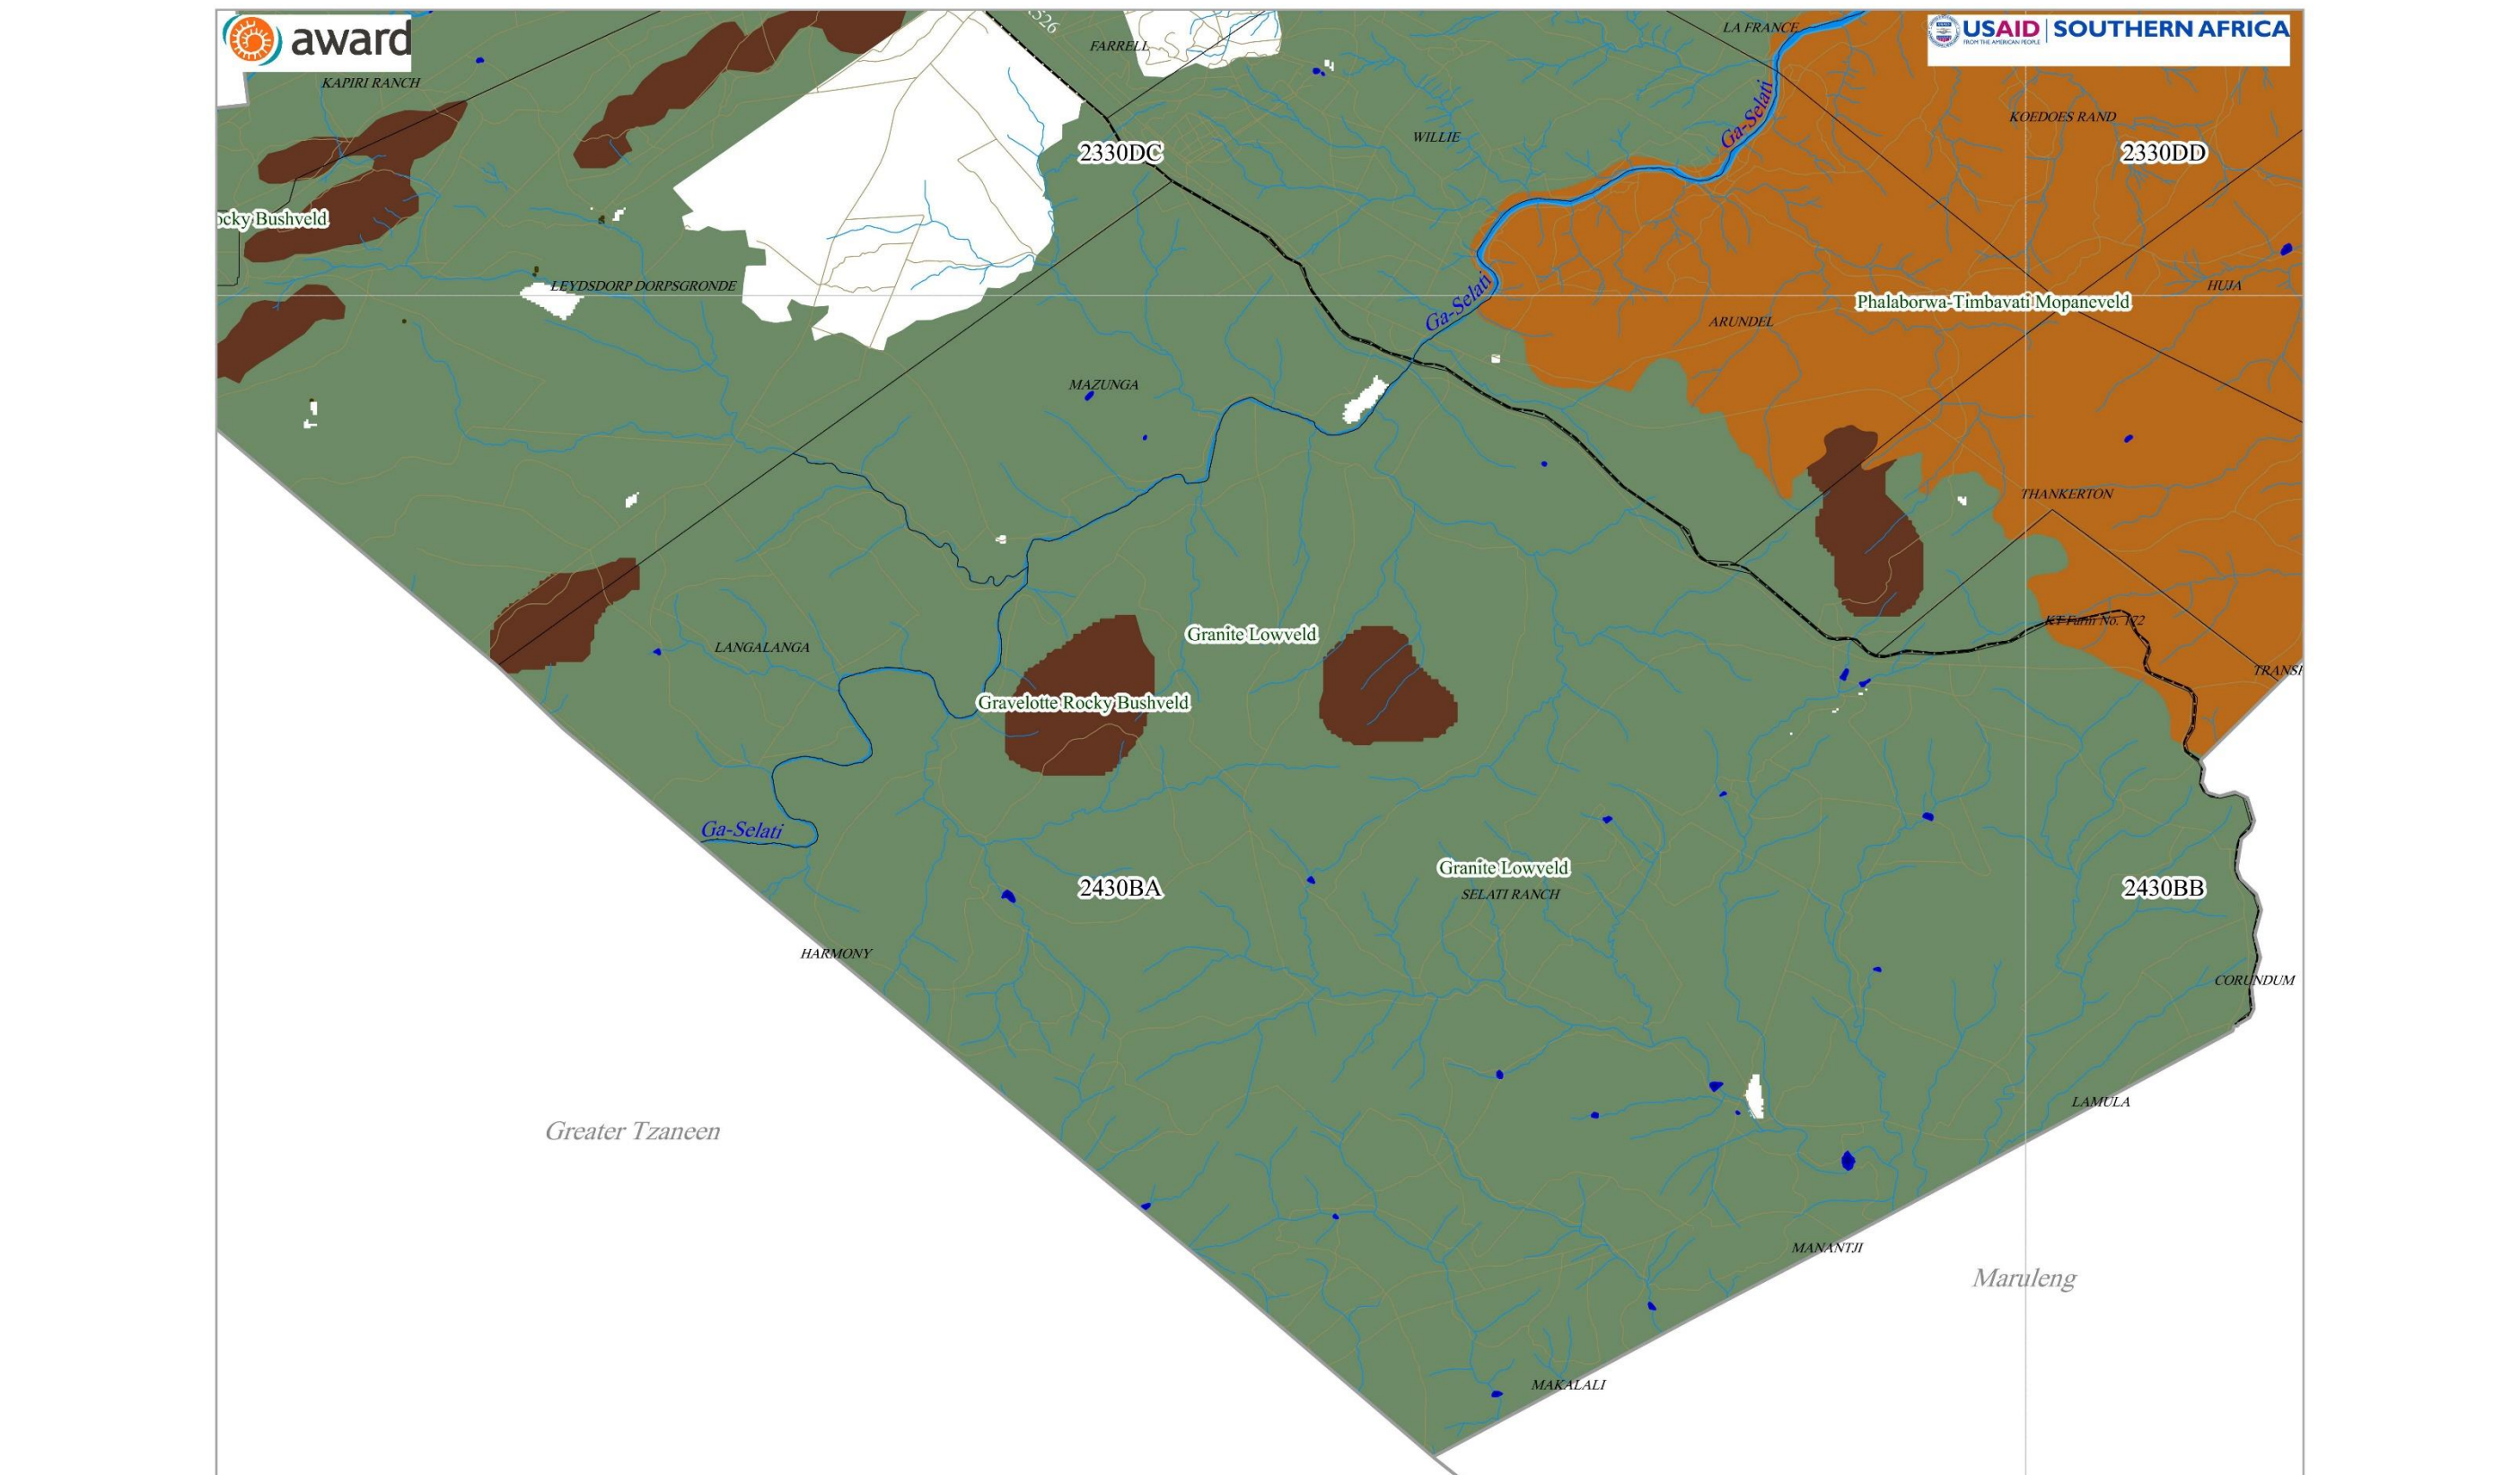 award
R526
LA FRANCE
USAID SOUTHERN AFRICA
FROM THE AMERICAN PEOPLE
FARRELL
KAPIRI RANCH
Ga-Selati
KOEDOES RAND
WILLIE
2330DC
2330DD
ocky Bushveld
LEYDSDORP DORPSGRONDE
HUJA
Ga-Selati
Phalaborwa-Timbavati Mopaneveld
ARUNDEL
MAZUNGA
THANKERTON
KT Farm No. 172
Granite Lowveld
LANGALANGA
TRANSP
Gravelotte Rocky Bushveld
Ga-Selati
Granite Lowveld
2430BA
SELATI RANCH
2430BB
HARMONY
CORUNDUM
LAMULA
Greater Tzaneen
MANANTJI
Maruleng
MAKALALI